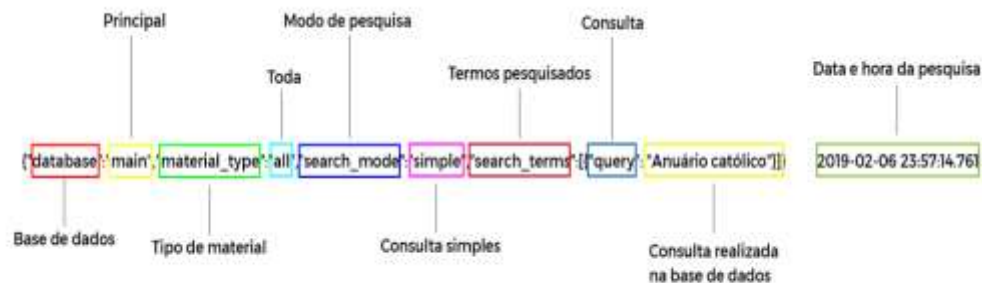 Principal
Modo de pesquisa
Consulta
Toda
Termos pesquisados
Data e hora da pesquisa
{"database":"main","material_type":"all","search_mode":"simple","search_terms":[{"query": "Anuário católico"}]}
2019-02-06 23:57:14.761
Base de dados
Tipo de material
Consulta simples
Consulta realizada
na base de dados